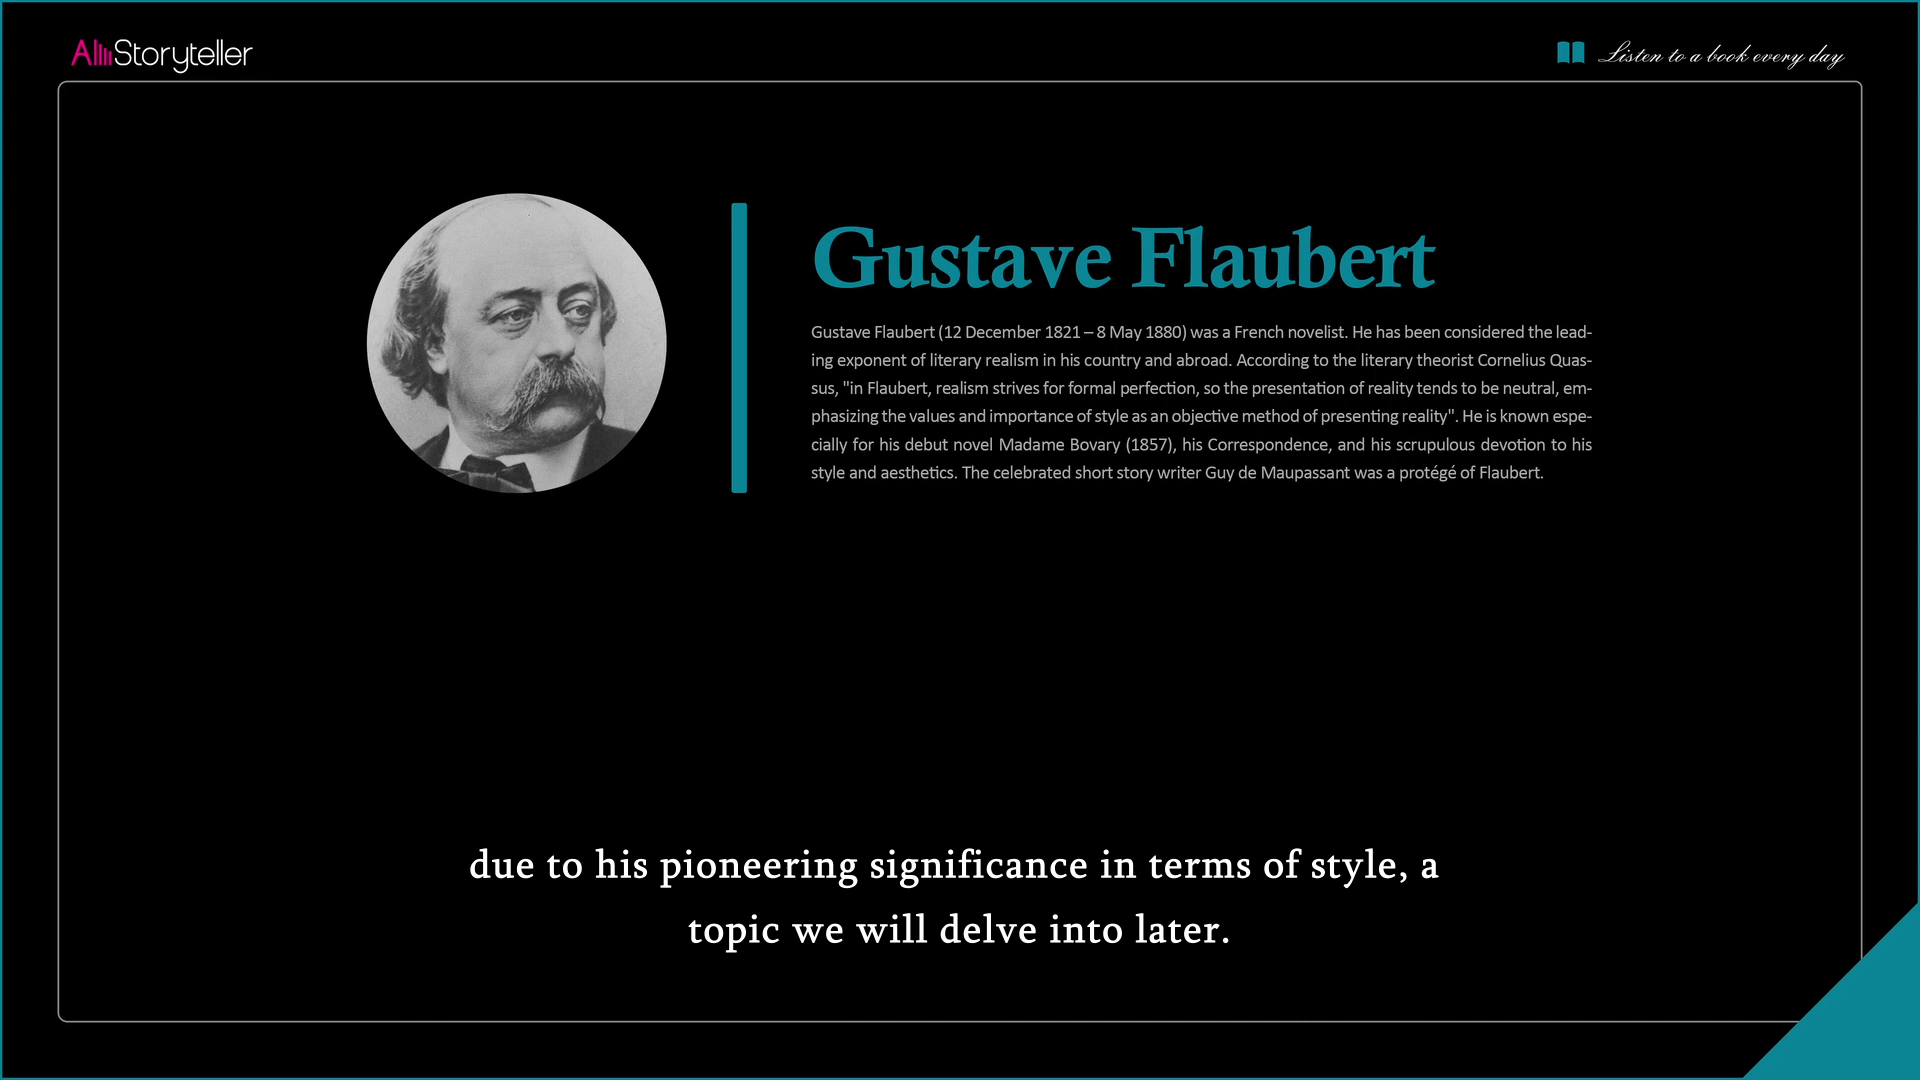 AllStoryteller
Listen to a book every day
Gustave Flaubert
Gustave Flaubert (12 December 1821 – 8 May 1880) was a French novelist. He has been considered the lead-
ing exponent of literary realism in his country and abroad. According to the literary theorist Cornelius Quas-
sus, "in Flaubert, realism strives for formal perfection, so the presentation of reality tends to be neutral, em-
phasizing the values and importance of style as an objective method of presenting reality". He is known espe-
cially for his debut novel Madame Bovary (1857), his Correspondence, and his scrupulous devotion to his
style and aesthetics. The celebrated short story writer Guy de Maupassant was a protégé of Flaubert.
due to his pioneering significance in terms of style, a
topic we will delve into later.